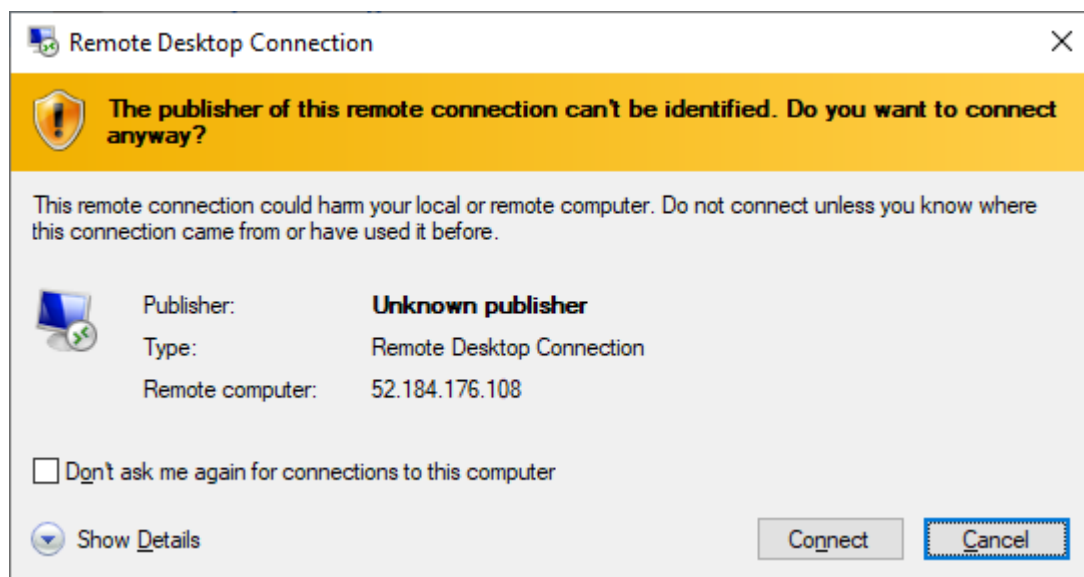 Remote Desktop Connection
The publisher of this remote connection can't be identified. Do you want to connect
anyway?
This remote connection could harm your local or remote computer. Do not connect unless you know where
this connection came from or have used it before.
Publisher: Unknown publisher
Type: Remote Desktop Connection
Remote computer: 52.184.176.108
Don't ask me again for connections to this computer
Show Details Connect Cancel